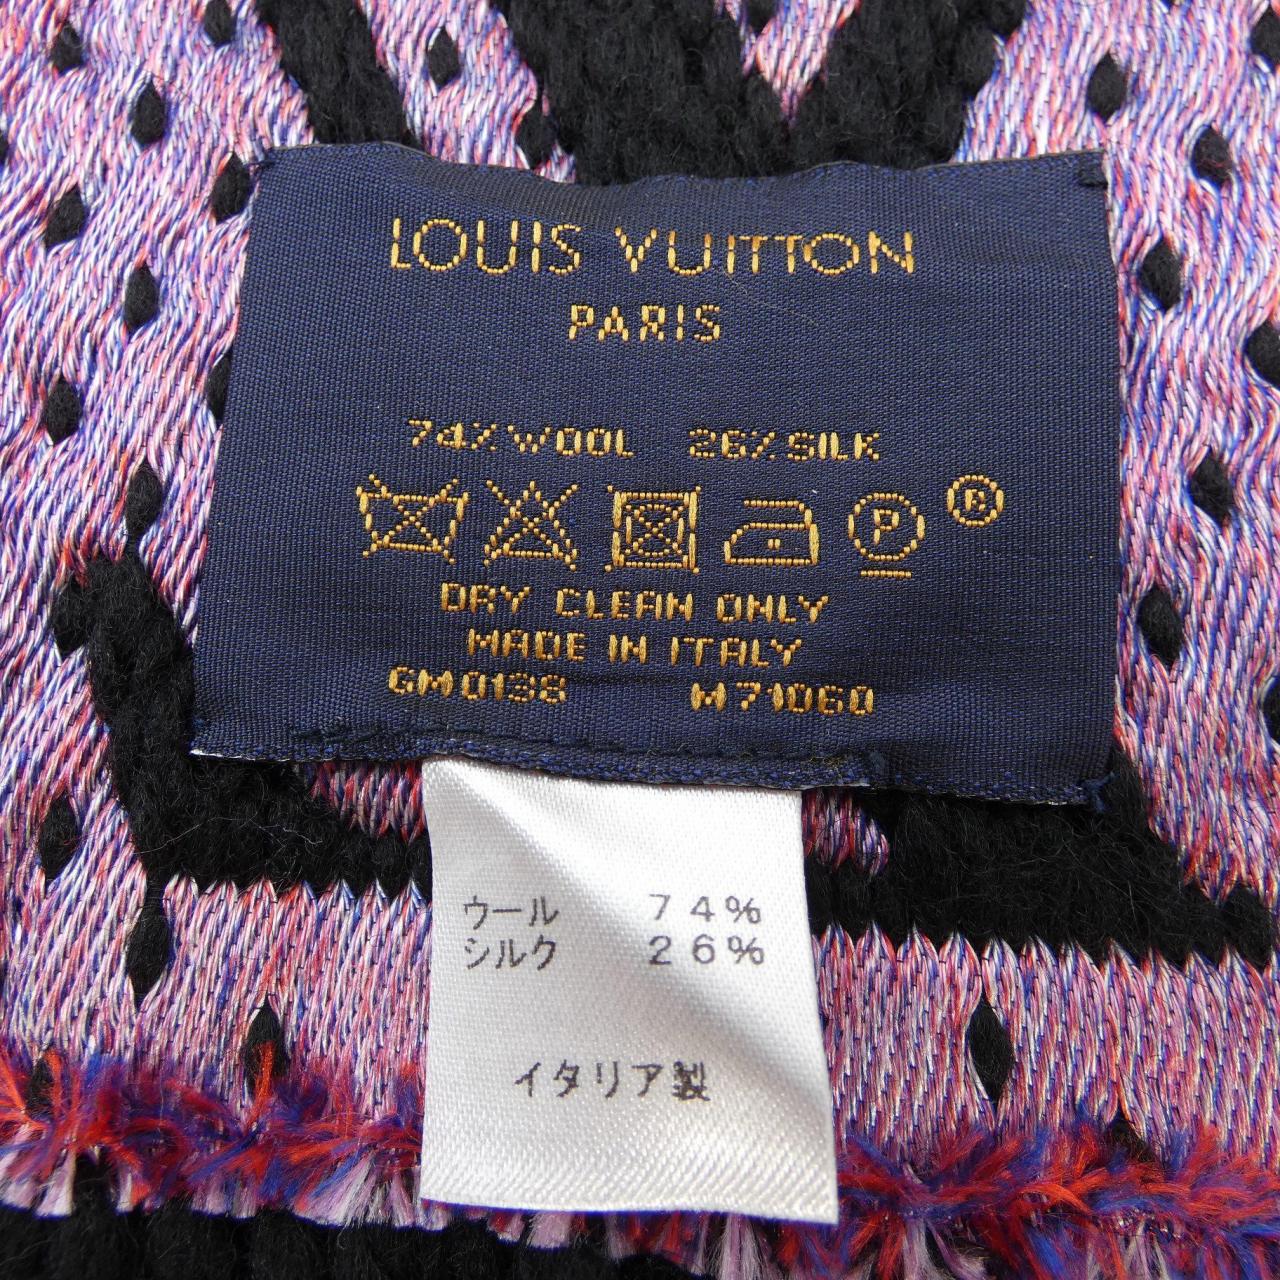 LOUIS VUITTON
PARIS
74% WOOL 26% SILK
P ®
DRY CLEAN ONLY
MADE IN ITALY
GM0138 M71060
ウール 74%
シルク 26%
イタリア製